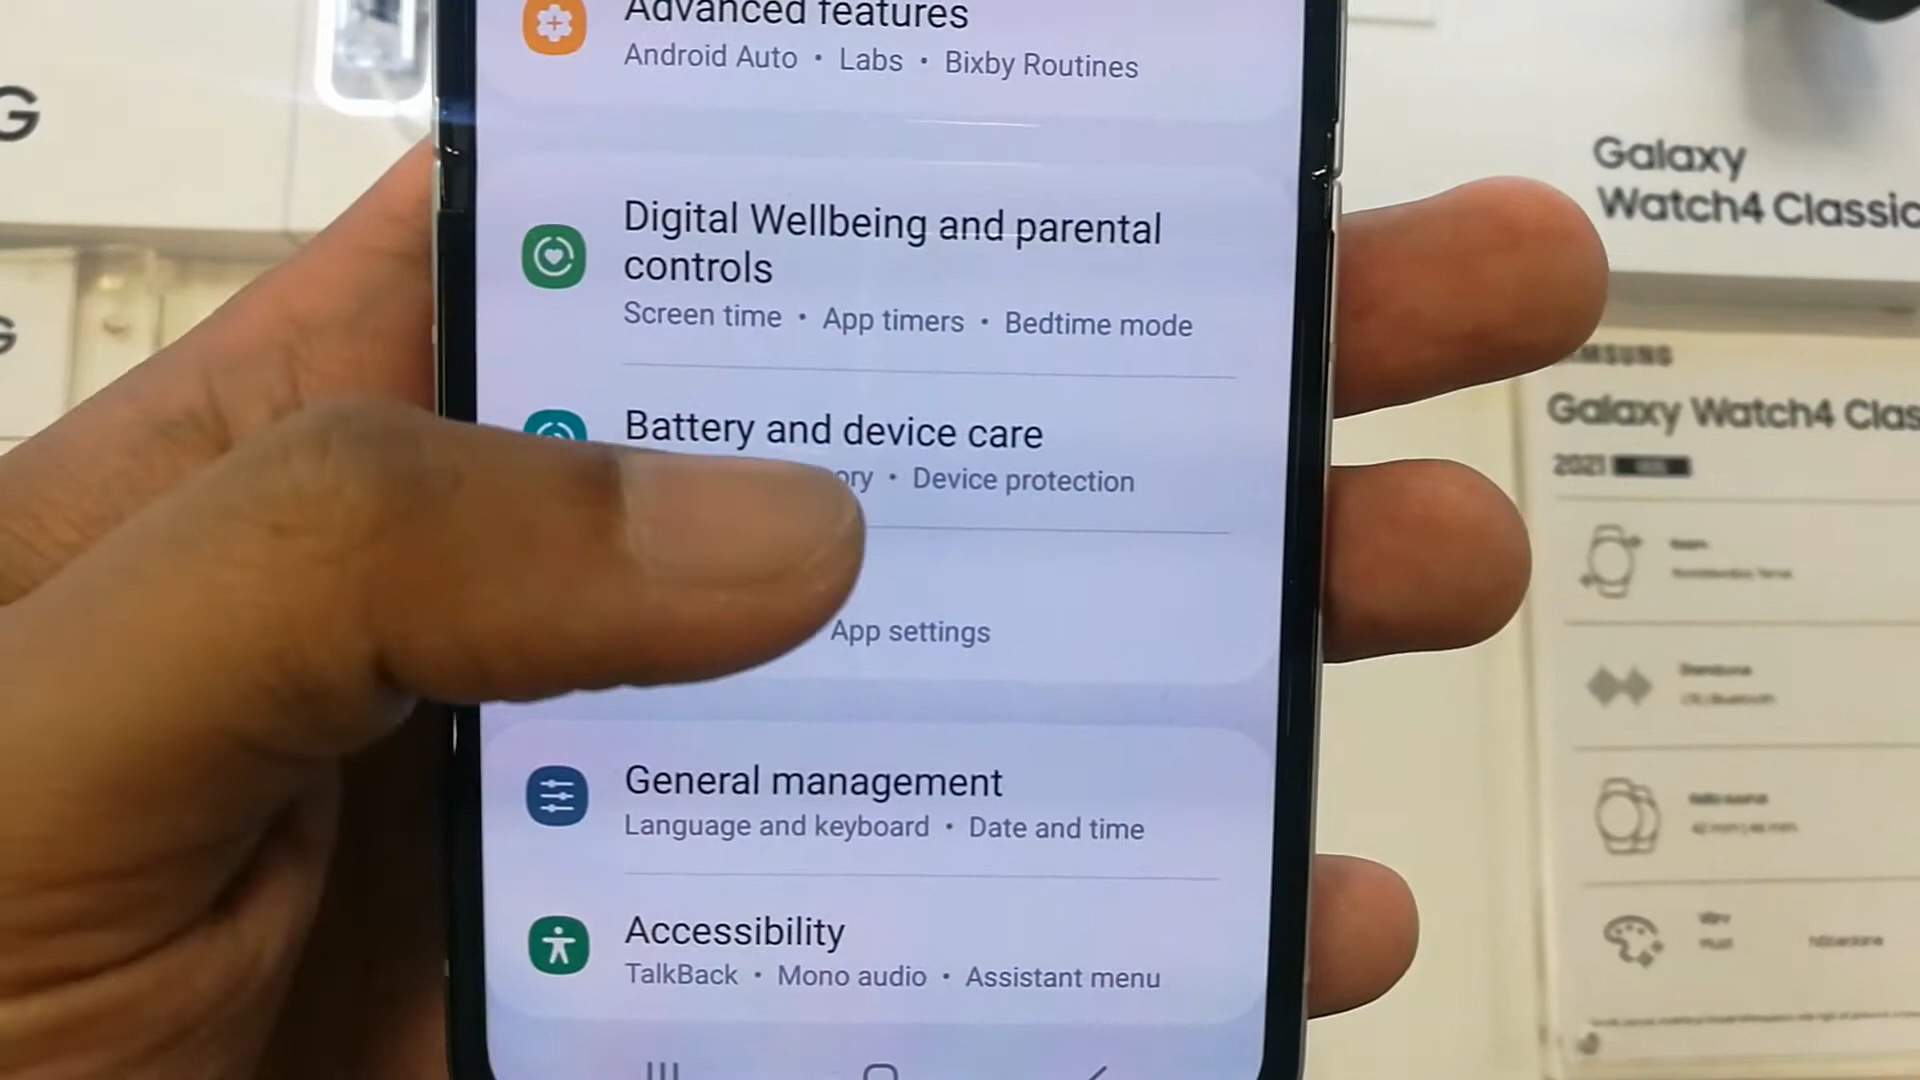 Advanced features
Android Auto • Labs • Bixby Routines
Digital Wellbeing and parental
controls
Screen time • App timers • Bedtime mode
Battery and device care
ory • Device protection
App settings
General management
Language and keyboard • Date and time
Accessibility
TalkBack • Mono audio • Assistant menu
G
G
Galaxy
Watch4 Classic
MSUNG
Galaxy Watch4 Clas
2021